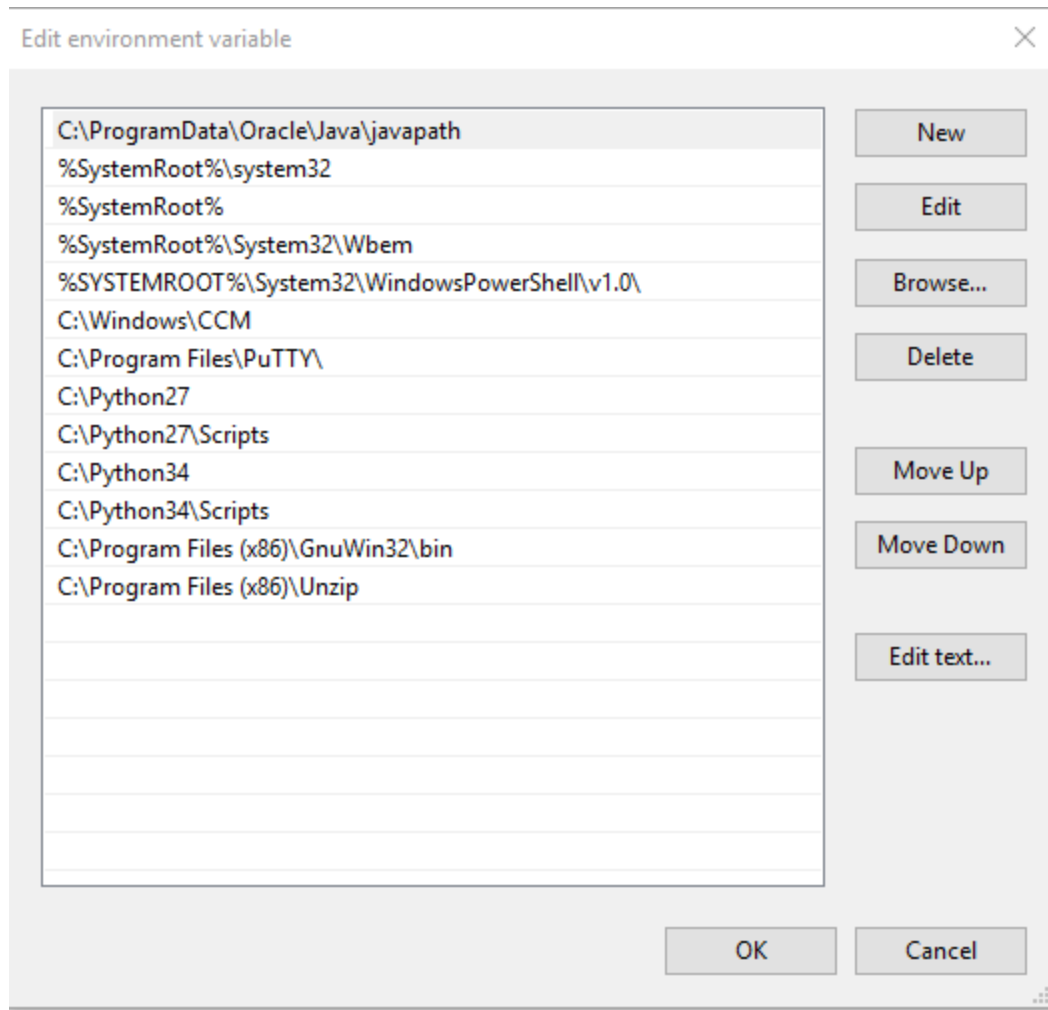 Edit environment variable
C:\ProgramData\Oracle\Java\javapath
%SystemRoot%\system32
%SystemRoot%
%SystemRoot%\System32\Wbem
%SYSTEMROOT%\System32\WindowsPowerShell\v1.0\
C:\Windows\CCM
C:\Program Files\PuTTY\
C:\Python27
C:\Python27\Scripts
C:\Python34
C:\Python34\Scripts
C:\Program Files (x86)\GnuWin32\bin
C:\Program Files (x86)\Unzip
New
Edit
Browse...
Delete
Move Up
Move Down
Edit text...
OK
Cancel